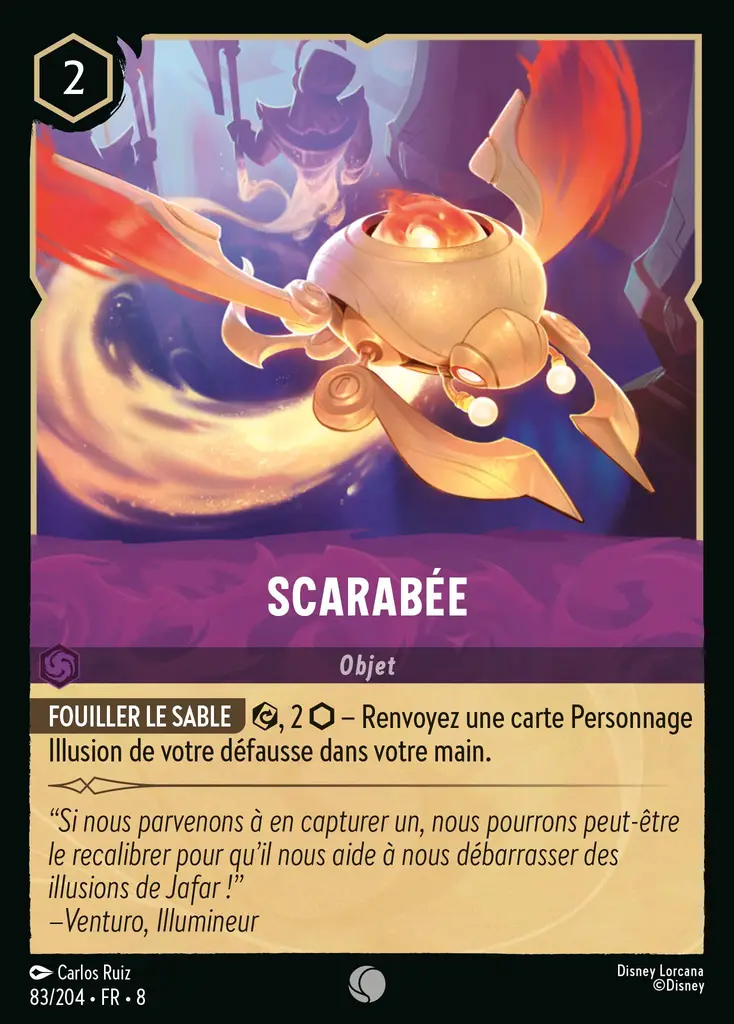 2
SCARABÉE
Objet
FOUILLER LE SABLE , 2 – Renvoyez une carte Personnage
Illusion de votre défausse dans votre main.
“Si nous parvenons à en capturer un, nous pourrons peut-être
le recalibrer pour qu’il nous aide à nous débarrasser des
illusions de Jafar !”
–Venturo, Illumineur
Carlos Ruiz
Disney Lorcana
83/204 • FR • 8
©Disney